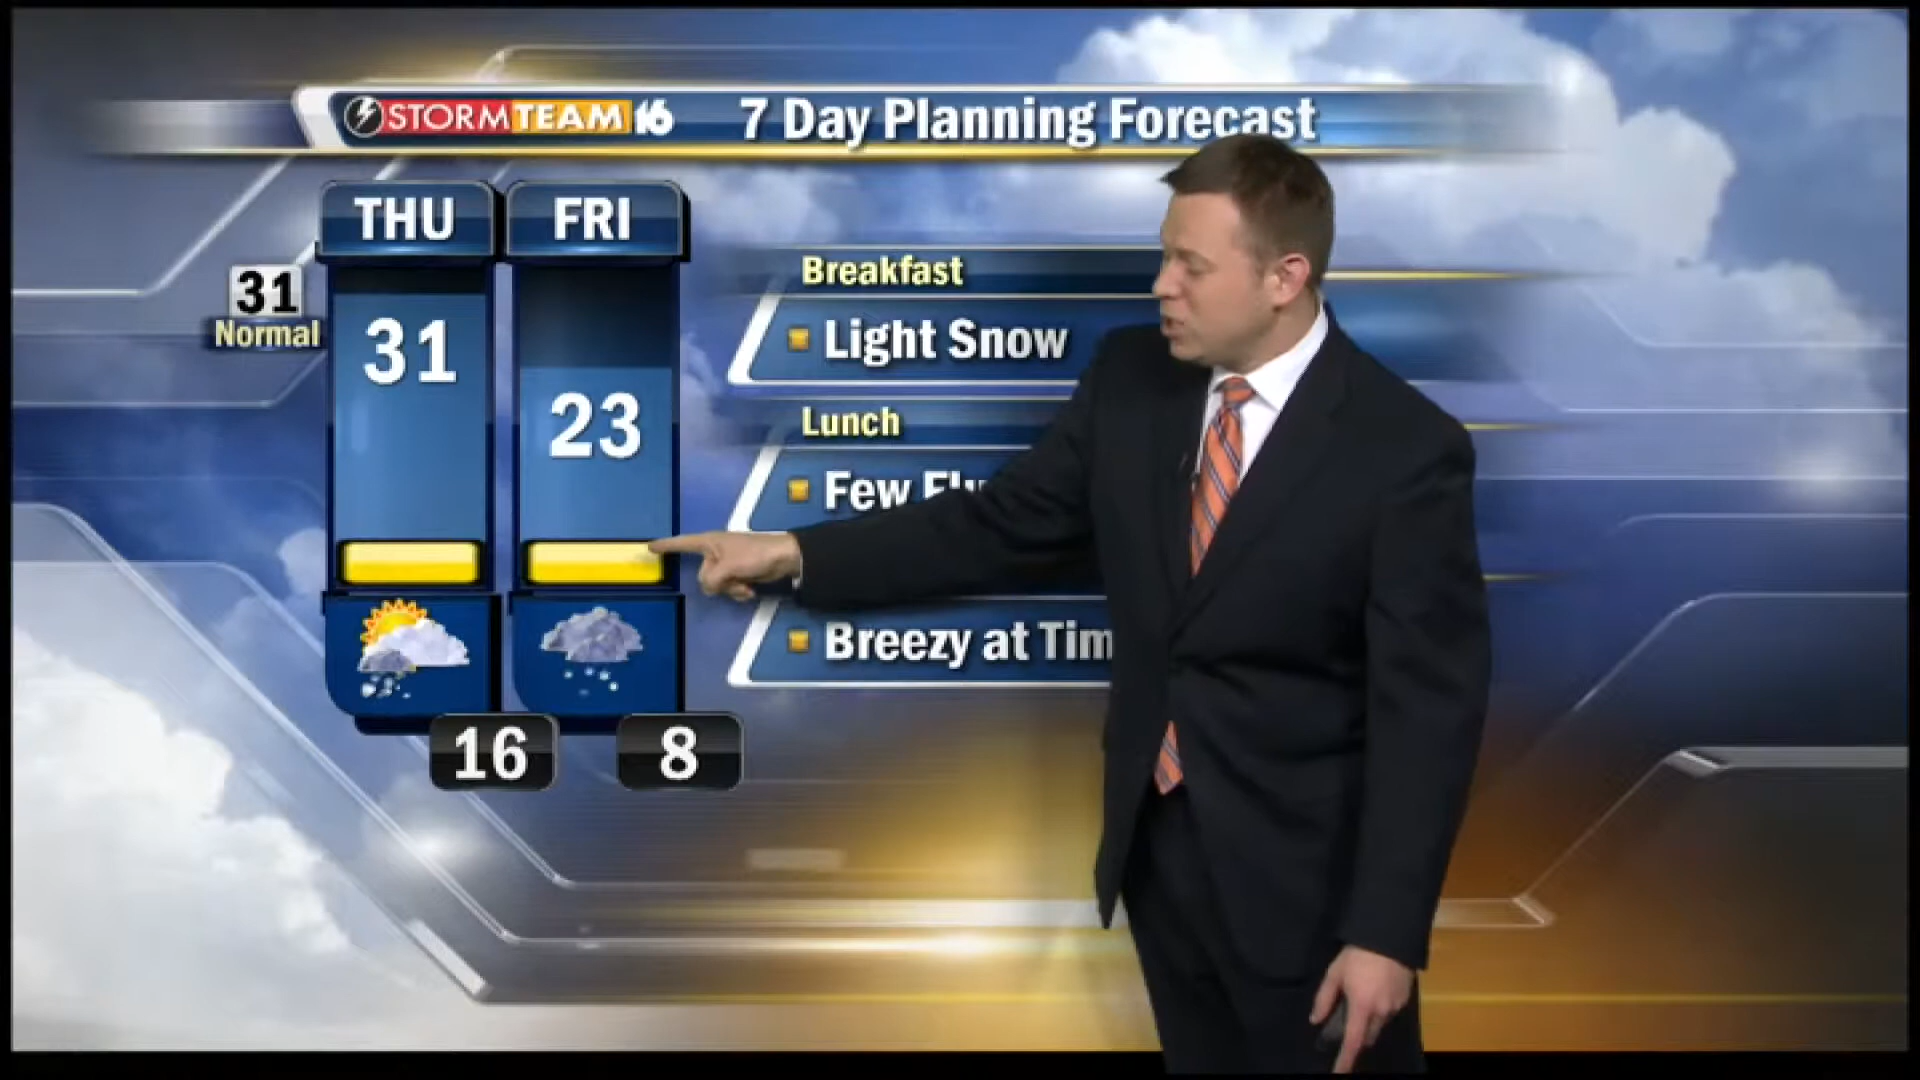 STORMTEAM 16 7 Day Planning Forecast
THU FRI
31
Normal
31
23
Breakfast
Light Snow
Lunch
Few
Breezy at
16 8